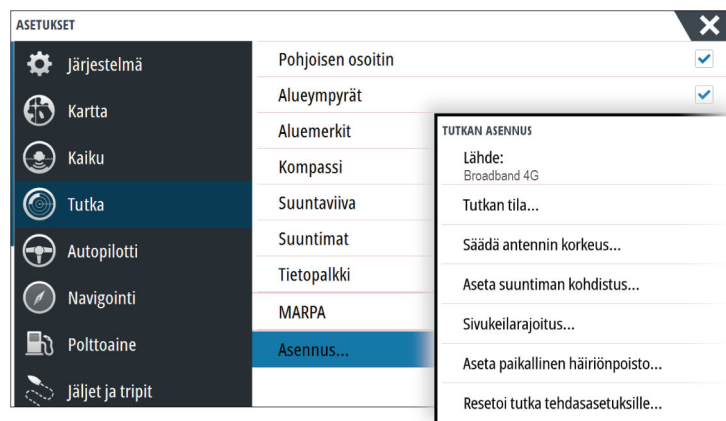 ASETUKSET
Järjestelmä
Kartta
Kaiku
Tutka
Autopilotti
Navigointi
Polttoaine
Jäljet ja tripit
Pohjoisen osoitin
Alueympyrät
Aluemerkit
Kompassi
Suuntaviiva
Suuntimat
Tietopalkki
MARPA
Asennus...
TUTKAN ASENNUS
Lähde:
Broadband 4G
Tutkan tila...
Säädä antennin korkeus...
Aseta suuntiman kohdistus...
Sivukeilarajoitus...
Aseta paikallinen häiriönpoisto...
Resetoi tutka tehdasasetuksille...